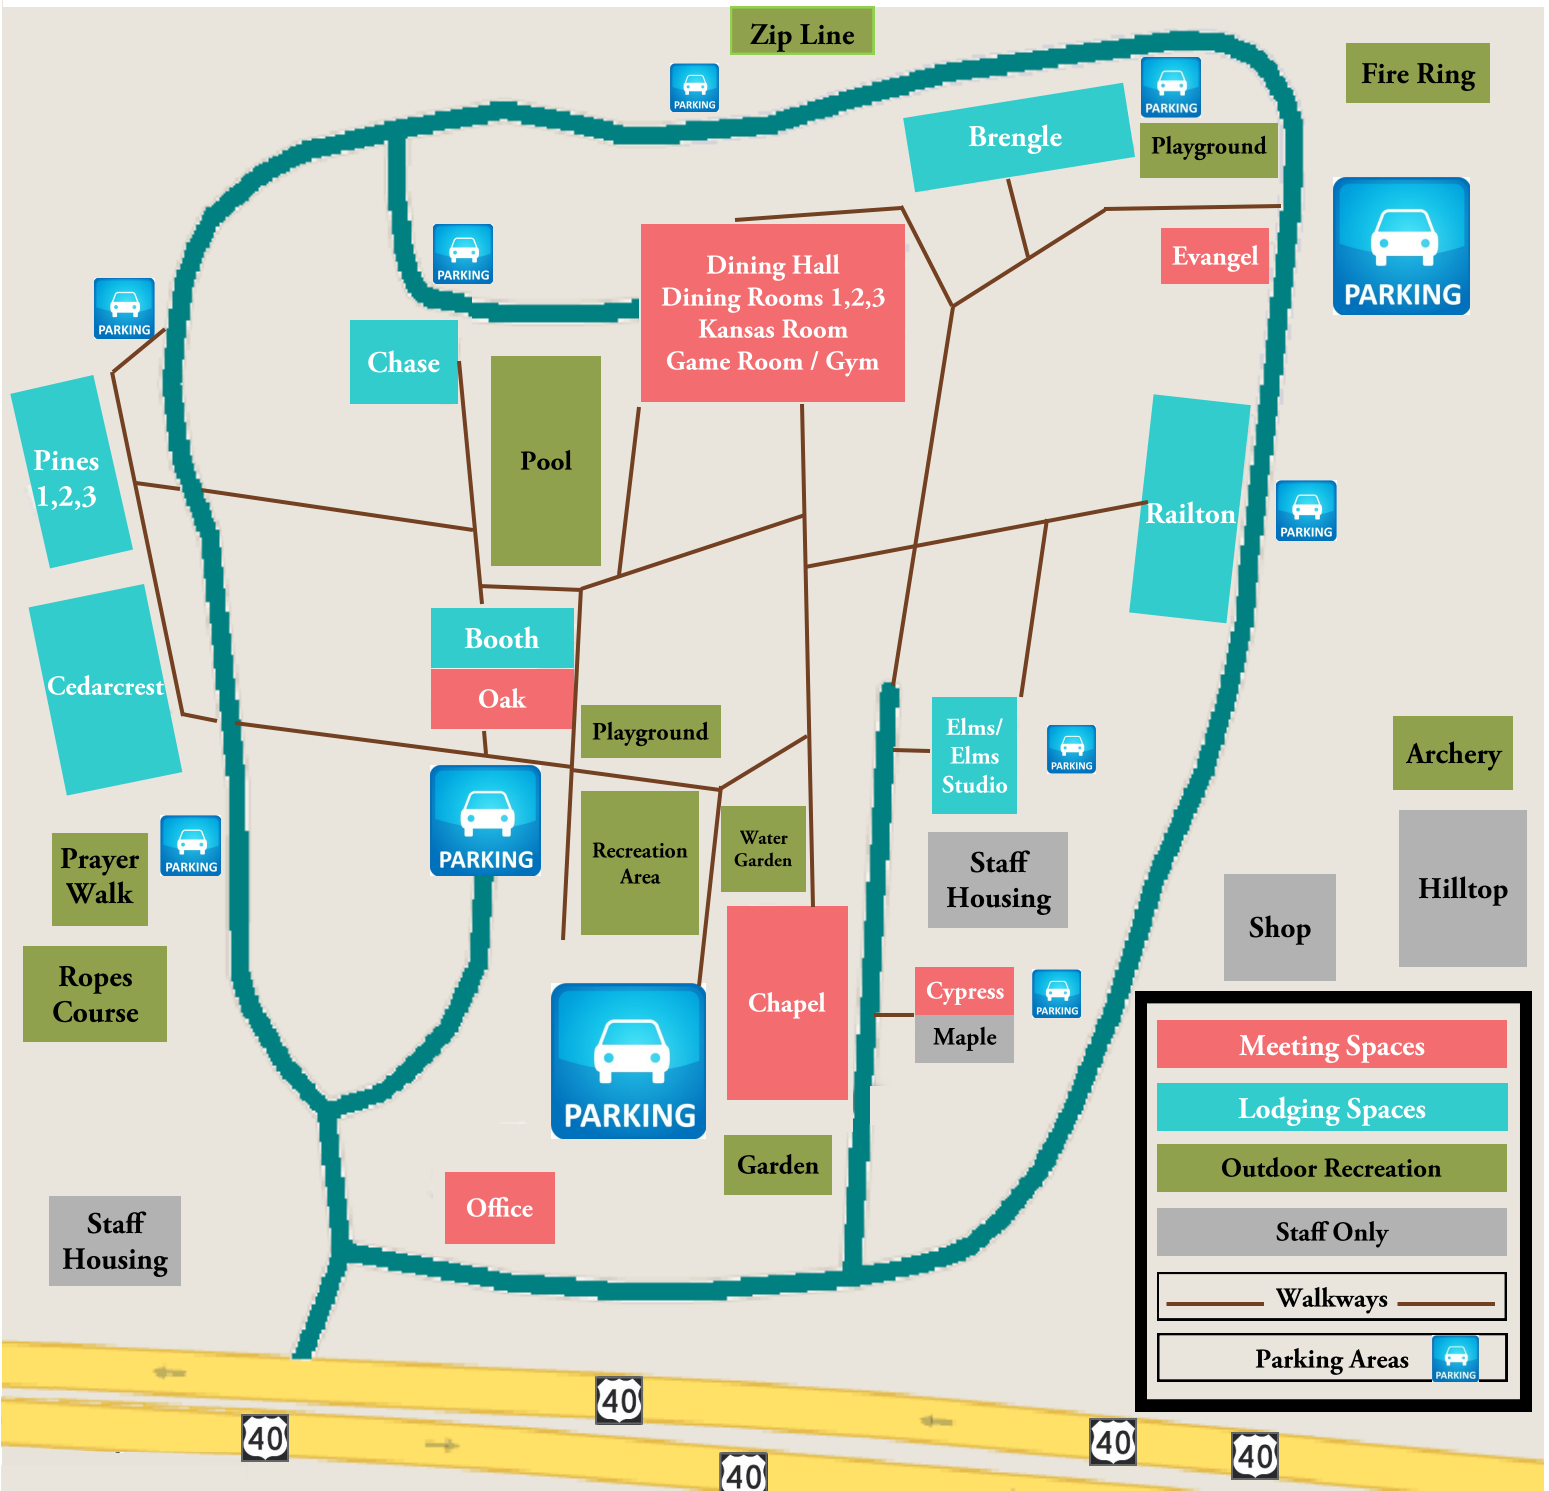 Zip Line
Fire Ring
PARKING
PARKING
Brengle
Playground
PARKING
PARKING
Evangel
Dining Hall
Dining Rooms 1,2,3
Kansas Room
Game Room / Gym
PARKING
Chase
Pool
Pines
1,2,3
Railton
PARKING
Booth
Oak
Cedarcrest
Playground
Elms/
Elms
Studio
PARKING
Archery
PARKING
Prayer
Walk
PARKING
Recreation
Area
Water
Garden
Staff
Housing
Hilltop
Shop
Ropes
Course
Chapel
Cypress
Maple
PARKING
PARKING
Garden
Office
Staff
Housing
Meeting Spaces
Lodging Spaces
Outdoor Recreation
Staff Only
Walkways
Parking Areas
PARKING
40
40
40
40
40